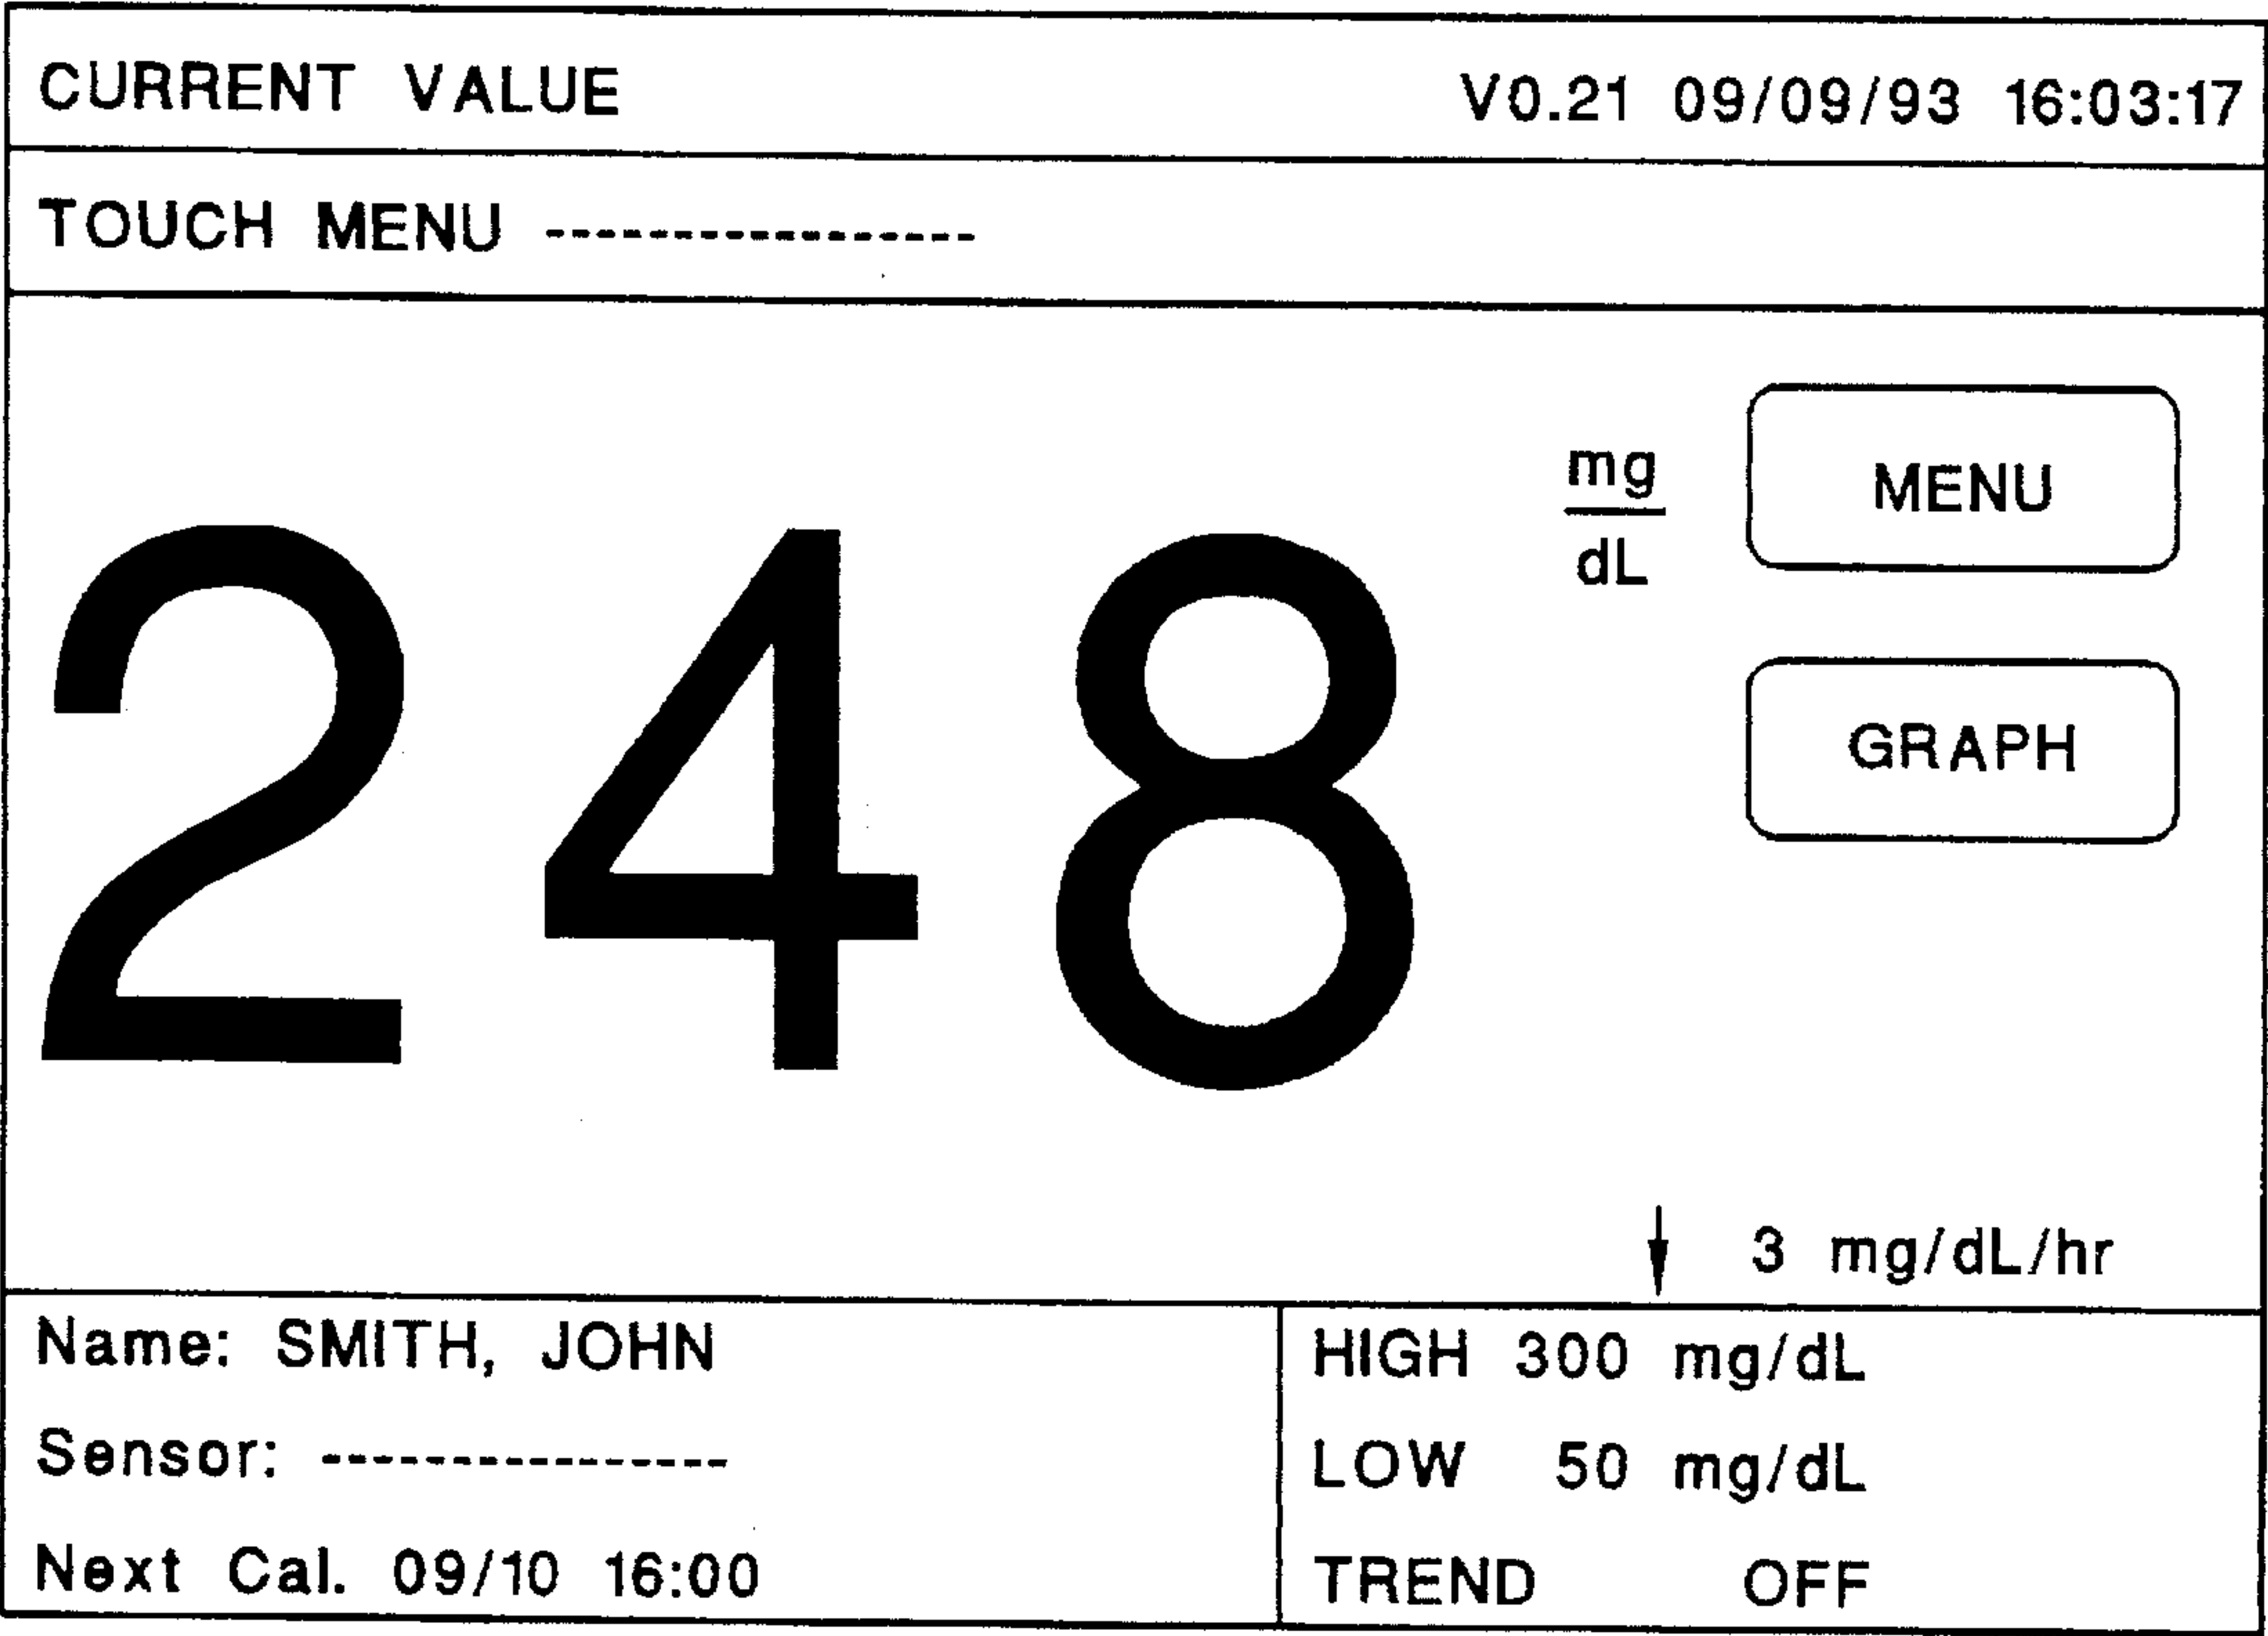 CURRENT VALUE V0.21 09/09/93 16:03:17
TOUCH MENU ------------------
mg
dL
MENU
248
GRAPH
↓ 3 mg/dL/hr
Name: SMITH, JOHN
Sensor: ----------------
Next Cal. 09/10 16:00
HIGH 300 mg/dL
LOW 50 mg/dL
TREND OFF